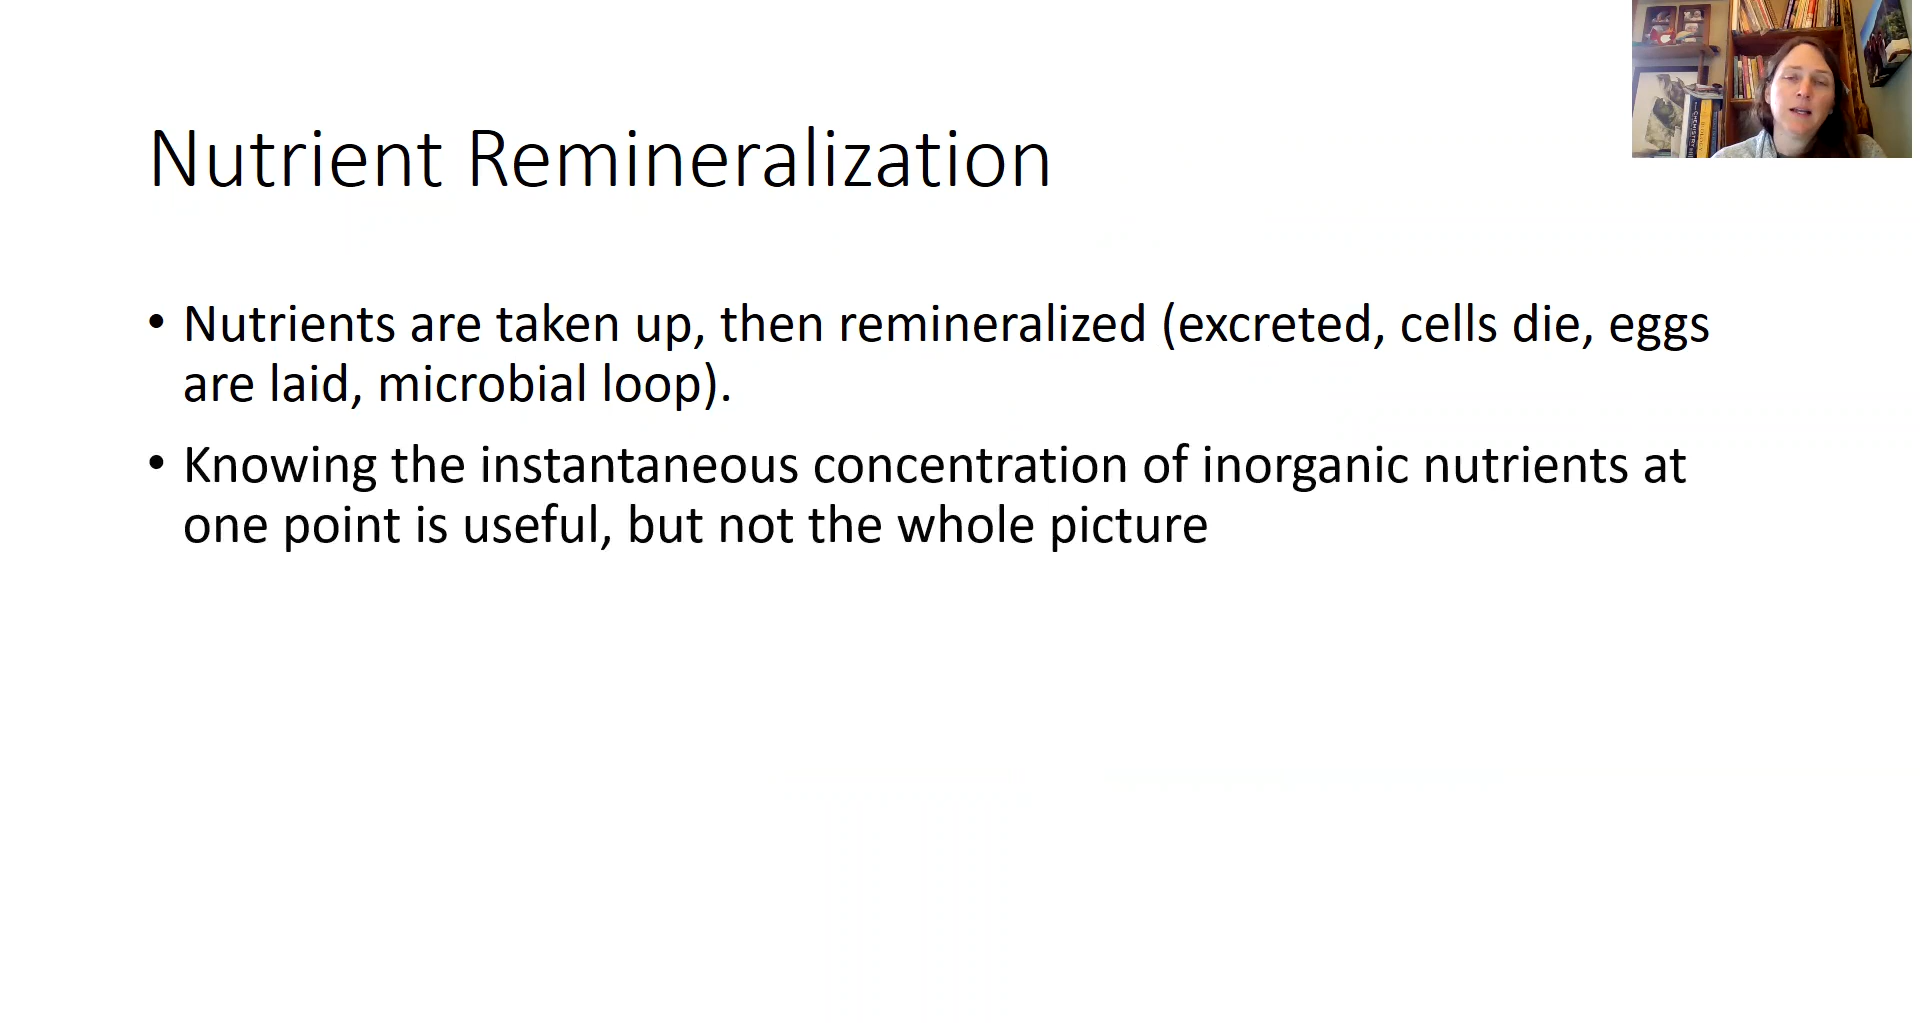 Nutrient Remineralization
• Nutrients are taken up, then remineralized (excreted, cells die, eggs
are laid, microbial loop).
• Knowing the instantaneous concentration of inorganic nutrients at
one point is useful, but not the whole picture